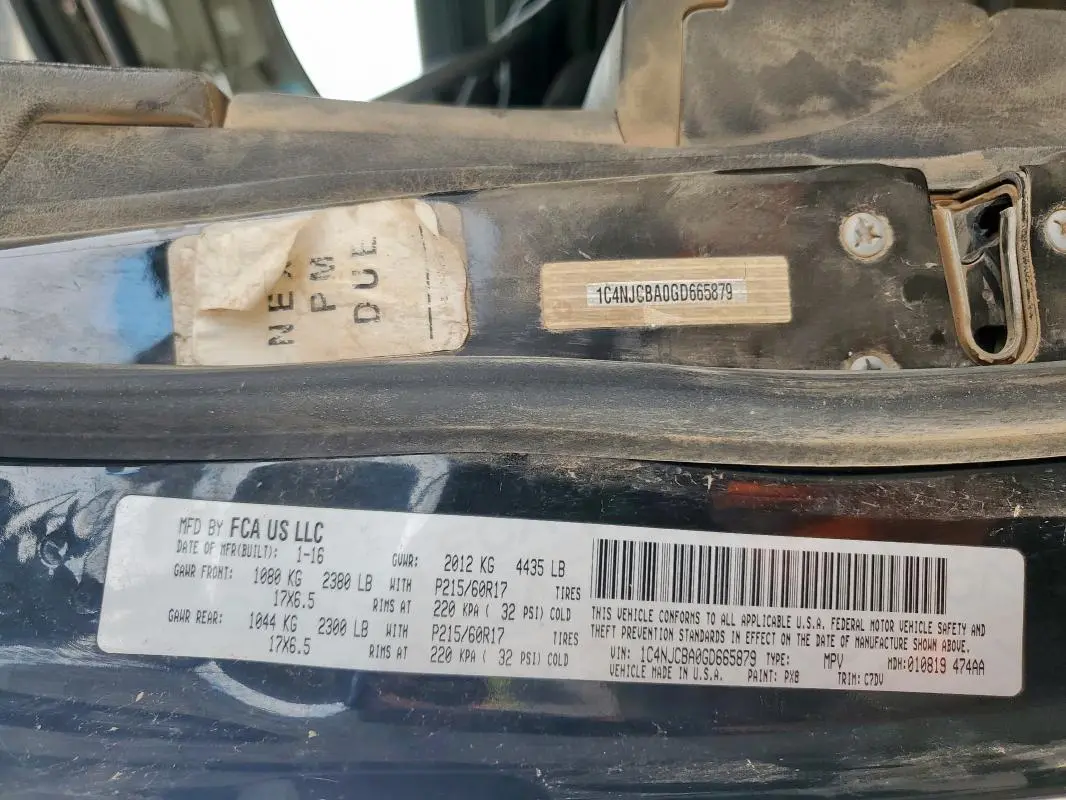 NEX
PM
DUE
1C4NJCBA0GD665879
MFD BY FCA US LLC
DATE OF MFR(BUILT): 1-16 GVWR: 2012 KG 4435 LB
GAWR FRONT: 1080 KG 2380 LB WITH P215/60R17 TIRES
17X6.5 RIMS AT 220 KPA ( 32 PSI) COLD
GAWR REAR: 1044 KG 2300 LB WITH P215/60R17 TIRES
17X6.5 RIMS AT 220 KPA ( 32 PSI) COLD
THIS VEHICLE CONFORMS TO ALL APPLICABLE U.S.A. FEDERAL MOTOR VEHICLE SAFETY AND
THEFT PREVENTION STANDARDS IN EFFECT ON THE DATE OF MANUFACTURE SHOWN ABOVE.
VIN: 1C4NJCBA0GD665879 TYPE: MPV MDH:010819 474AA
VEHICLE MADE IN U.S.A. PAINT: PX8 TRIM: C7DV